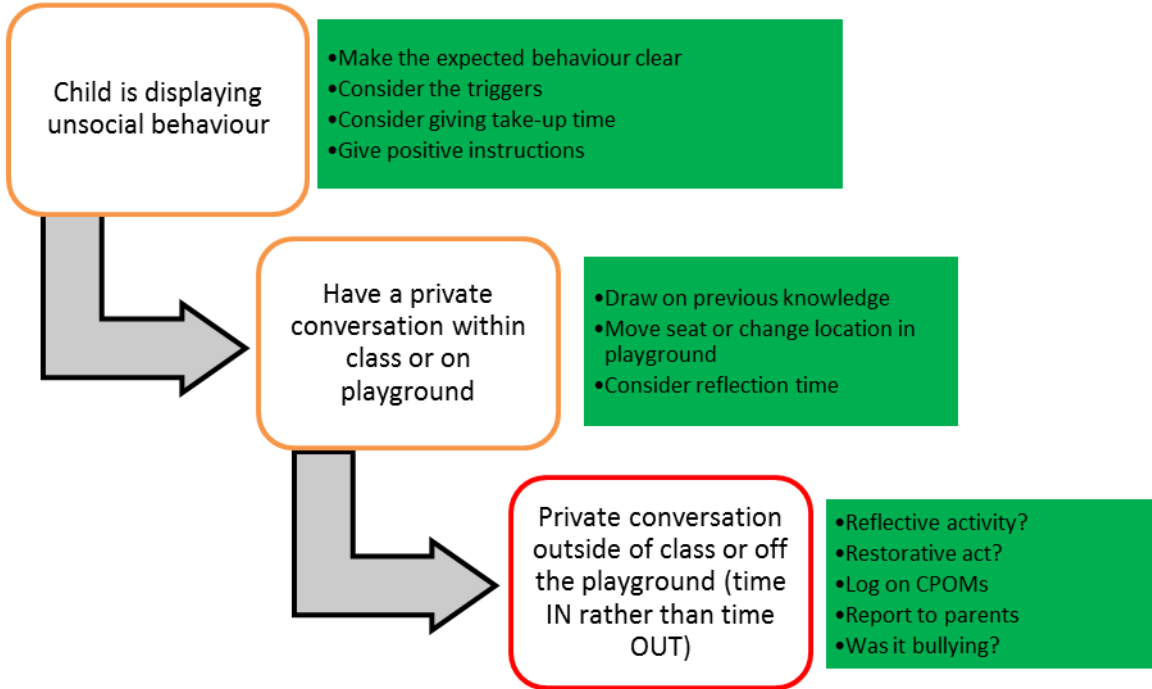 Child is displaying
unsocial behaviour
•Make the expected behaviour clear
•Consider the triggers
•Consider giving take-up time
•Give positive instructions
Have a private
conversation within
class or on
playground
•Draw on previous knowledge
•Move seat or change location in
playground
•Consider reflection time
Private conversation
outside of class or off
the playground (time
IN rather than time
OUT)
•Reflective activity?
•Restorative act?
•Log on CPOMs
•Report to parents
•Was it bullying?